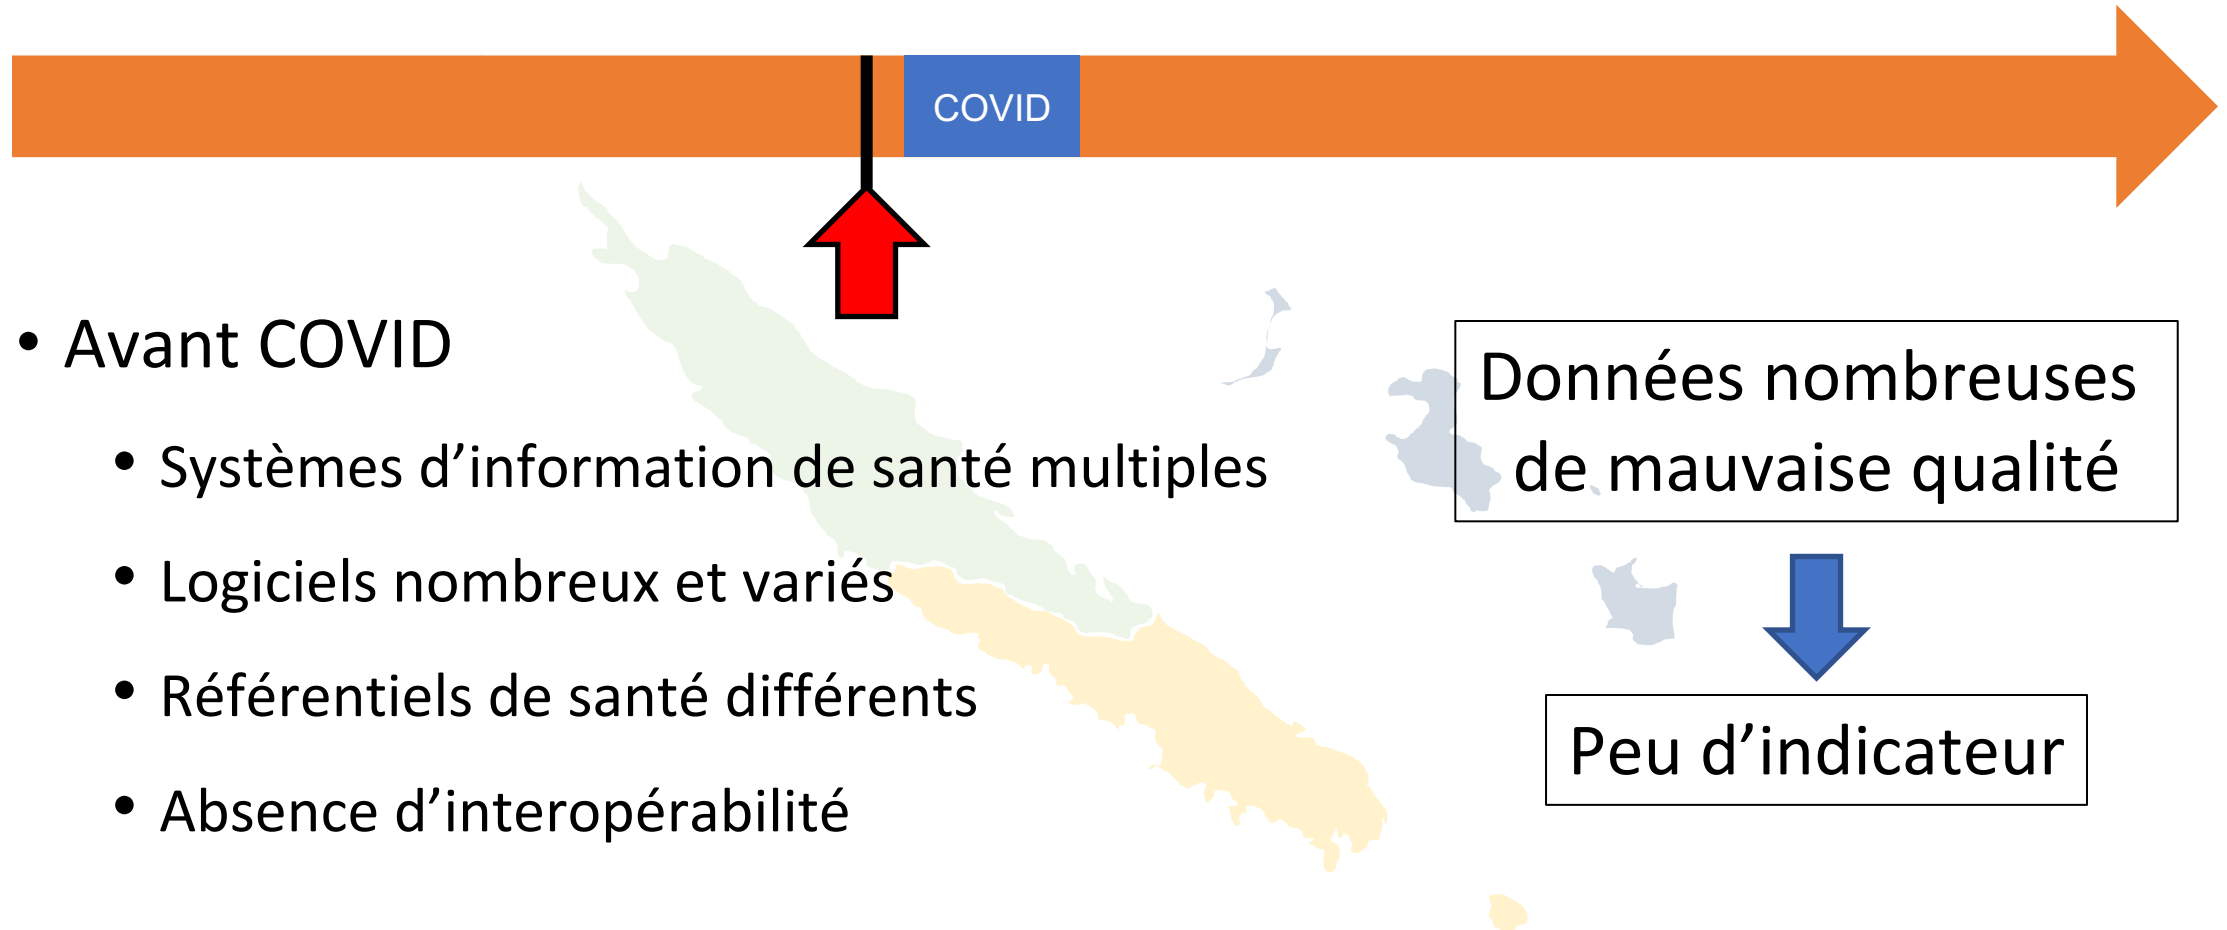 COVID
• Avant COVID
• Systèmes d’information de santé multiples
• Logiciels nombreux et variés
• Référentiels de santé différents
• Absence d’interopérabilité
Données nombreuses
de mauvaise qualité
Peu d’indicateur